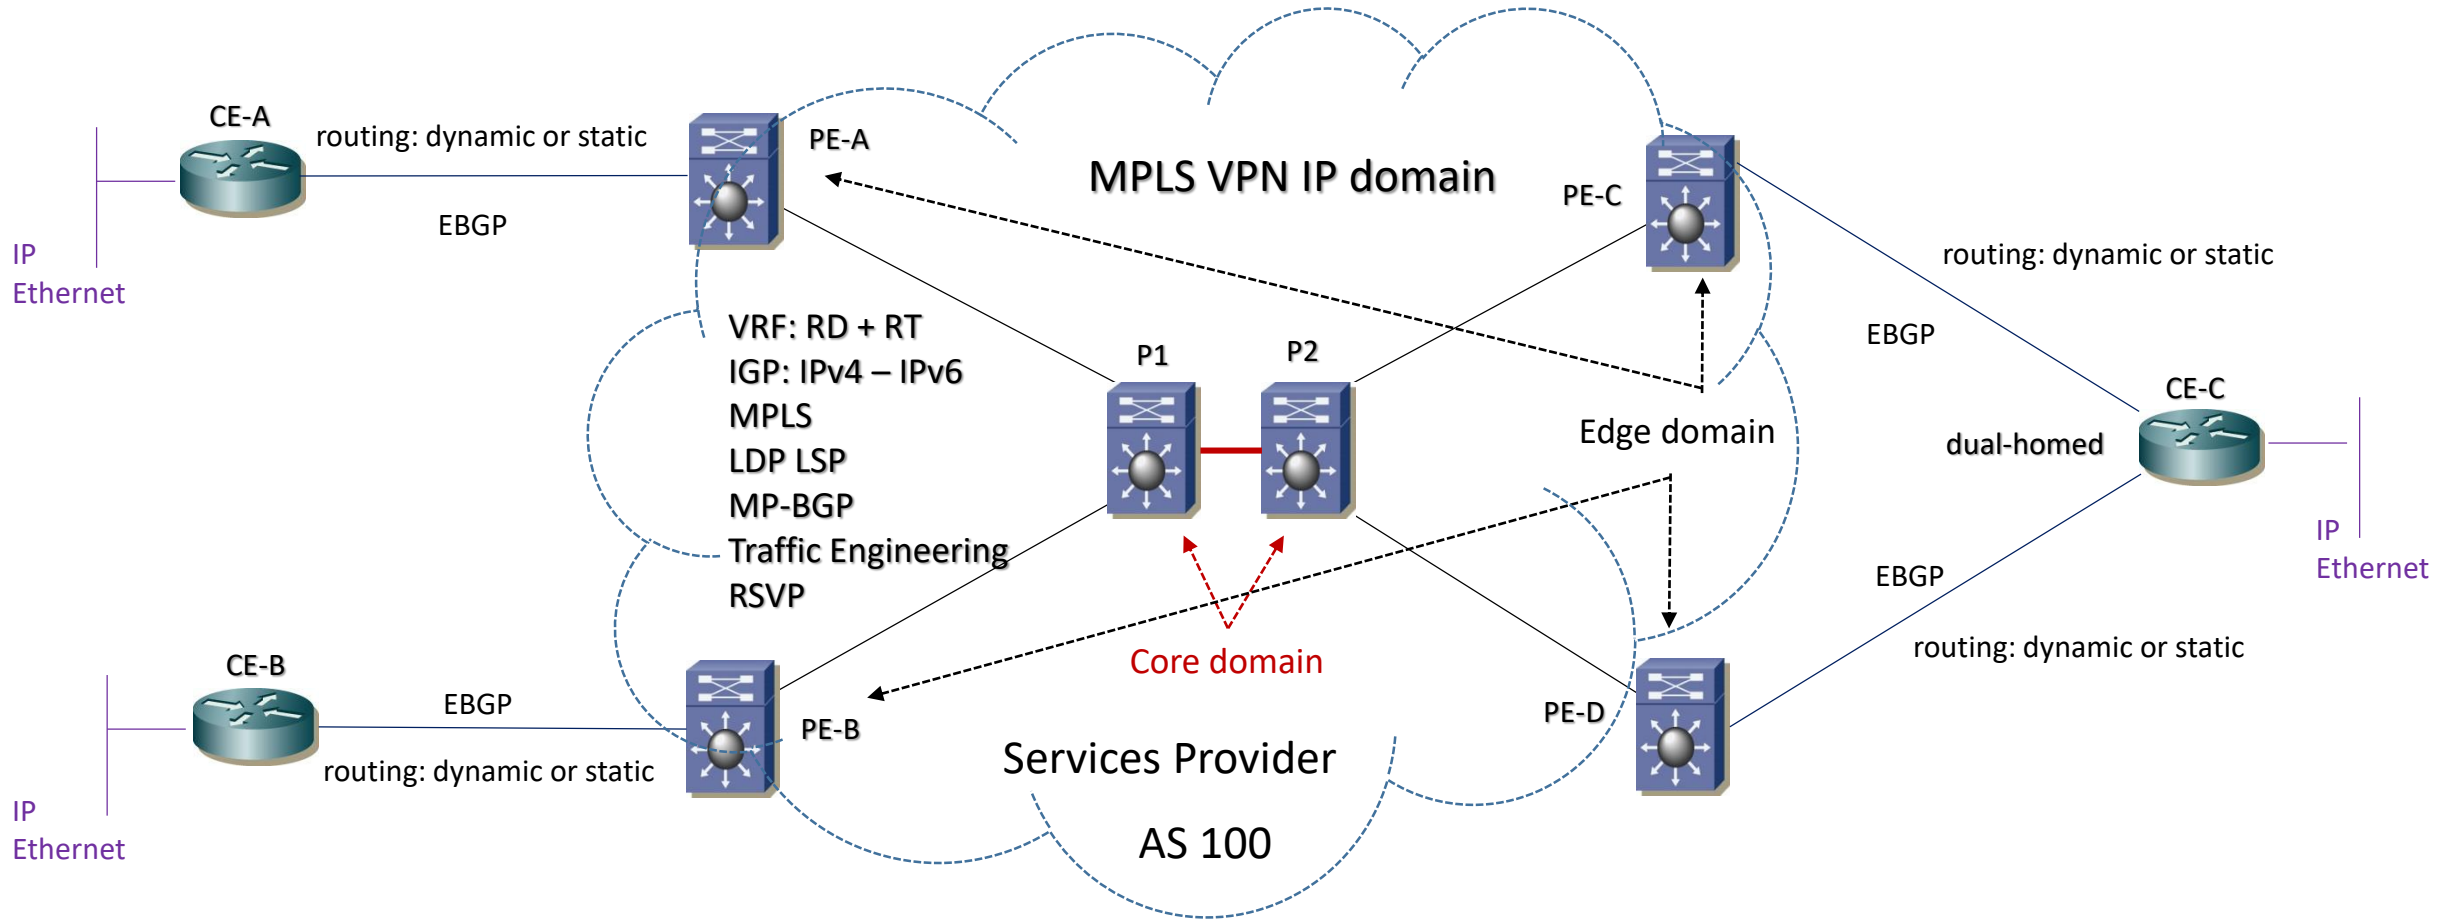 CE-A
routing: dynamic or static
EBGP
IP
Ethernet
PE-A
MPLS VPN IP domain
PE-C
routing: dynamic or static
EBGP
VRF: RD + RT
IGP: IPv4 – IPv6
MPLS
LDP LSP
MP-BGP
Traffic Engineering
RSVP
P1
P2
Edge domain
CE-C
dual-homed
IP
Ethernet
EBGP
routing: dynamic or static
Core domain
CE-B
EBGP
routing: dynamic or static
IP
Ethernet
PE-B
PE-D
Services Provider
AS 100